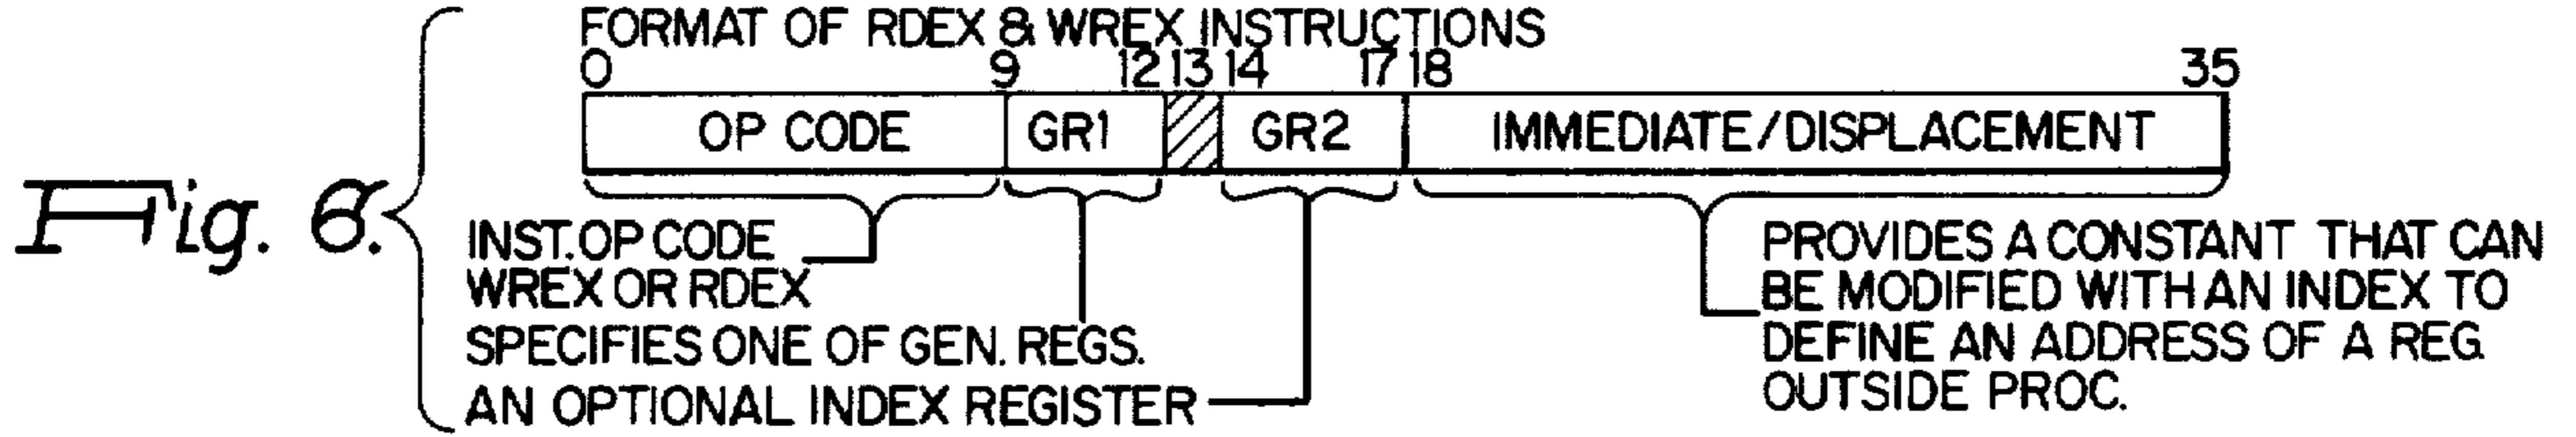 FORMAT OF RDEX & WREX INSTRUCTIONS
0 9 12 13 14 17 18 35
OP CODE GR1 GR2 IMMEDIATE/DISPLACEMENT
Fig. 6.
INST. OP CODE
WREX OR RDEX
SPECIFIES ONE OF GEN. REGS.
AN OPTIONAL INDEX REGISTER
PROVIDES A CONSTANT THAT CAN
BE MODIFIED WITH AN INDEX TO
DEFINE AN ADDRESS OF A REG
OUTSIDE PROC.